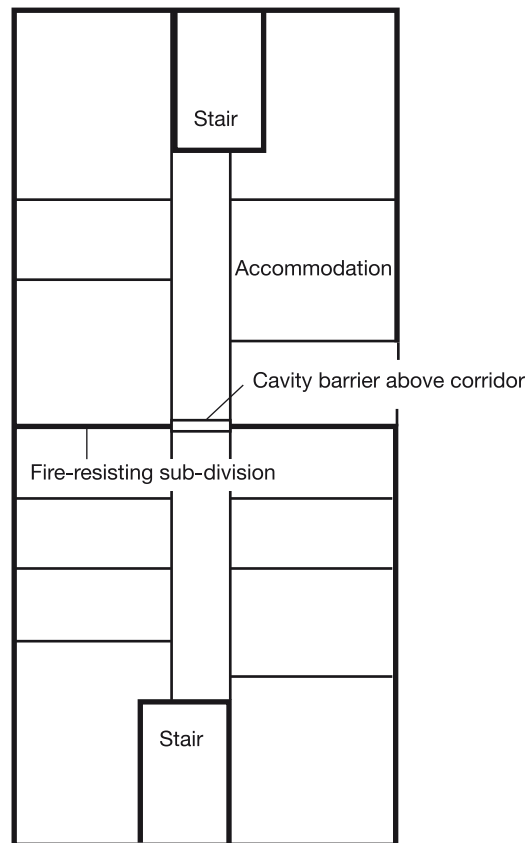 Stair
Accommodation
Cavity barrier above corridor
Fire-resisting sub-division
Stair